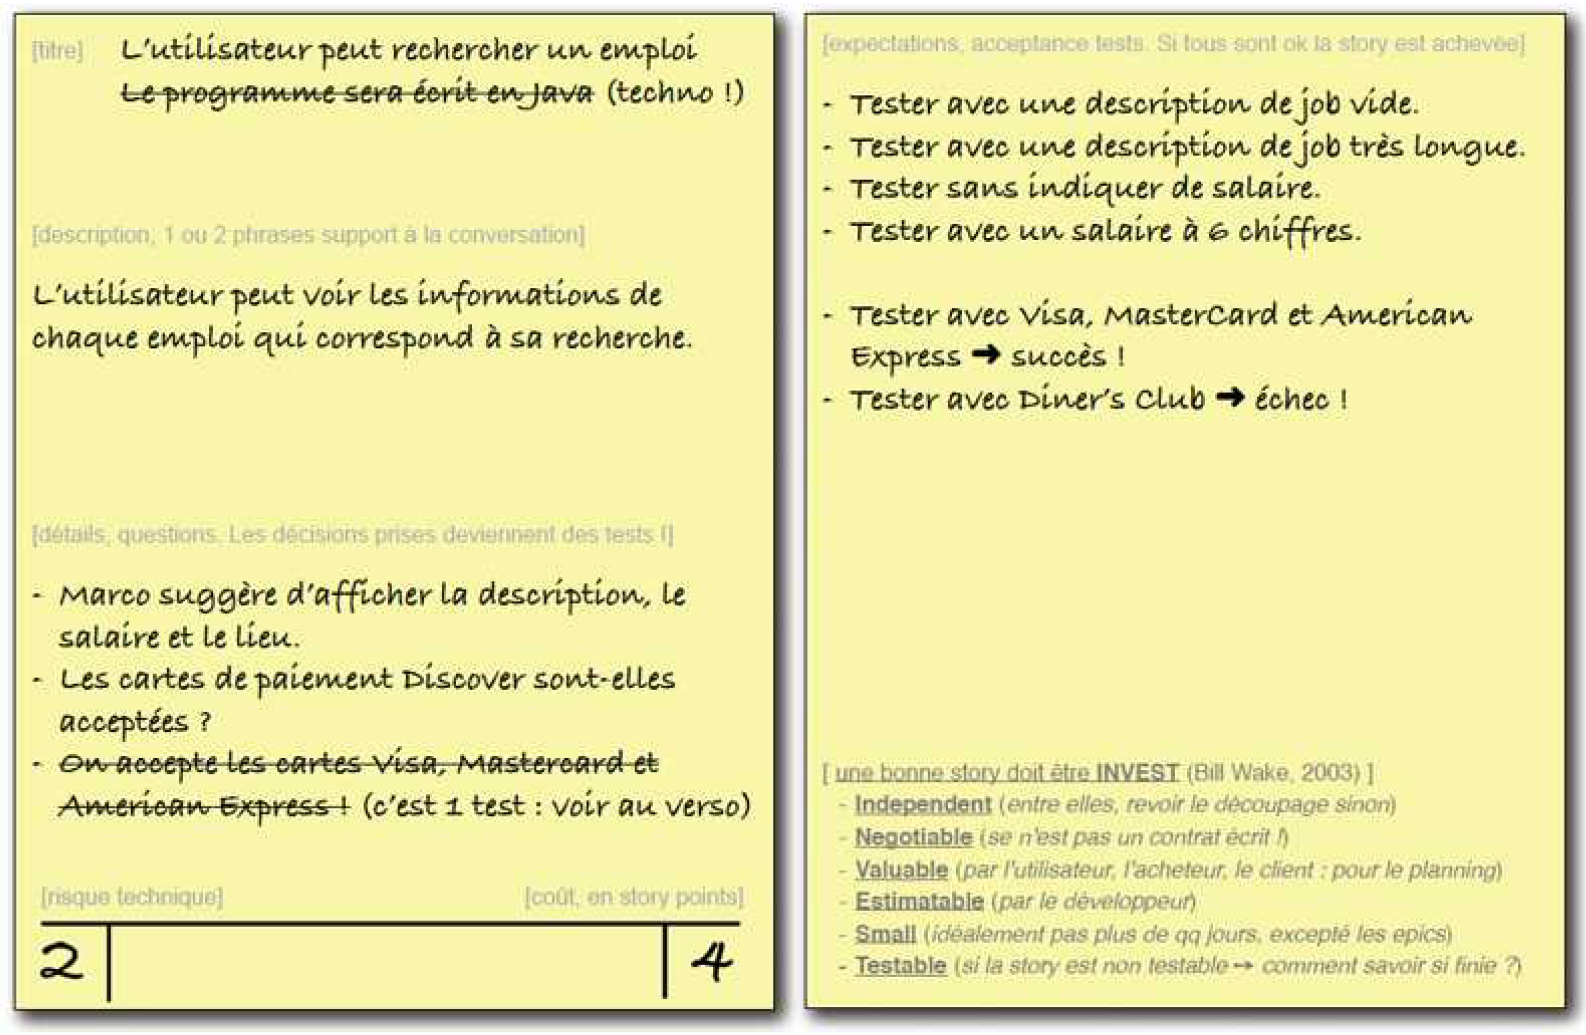 [titre] L'utilisateur peut rechercher un emploi
Le programme sera écrit en Java (techno !)
[description, 1 ou 2 phrases support à la conversation]
L'utilisateur peut voir les informations de
chaque emploi qui correspond à sa recherche.
[détails, questions. Les décisions prises deviennent des tests !]
- Marco suggère d'afficher la description, le
salaire et le lieu.
- Les cartes de paiement Discover sont-elles
acceptées ?
- On accepte les cartes Visa, Mastercard et
American Express ! (c'est 1 test : voir au verso)
[risque technique] [coût, en story points]
2 4
[expectations, acceptance tests. Si tous sont ok la story est achevée]
- Tester avec une description de job vide.
- Tester avec une description de job très longue.
- Tester sans indiquer de salaire.
- Tester avec un salaire à 6 chiffres.
- Tester avec Visa, MasterCard et American
Express ➜ succès !
- Tester avec Diner's Club ➜ échec !
[ une bonne story doit être INVEST (Bill Wake, 2003) ]
- Independent (entre elles, revoir le découpage sinon)
- Negotiable (se n'est pas un contrat écrit !)
- Valuable (par l'utilisateur, l'acheteur, le client : pour le planning)
- Estimatable (par le développeur)
- Small (idéalement pas plus de qq jours, excepté les epics)
- Testable (si la story est non testable ↔ comment savoir si finie ?)